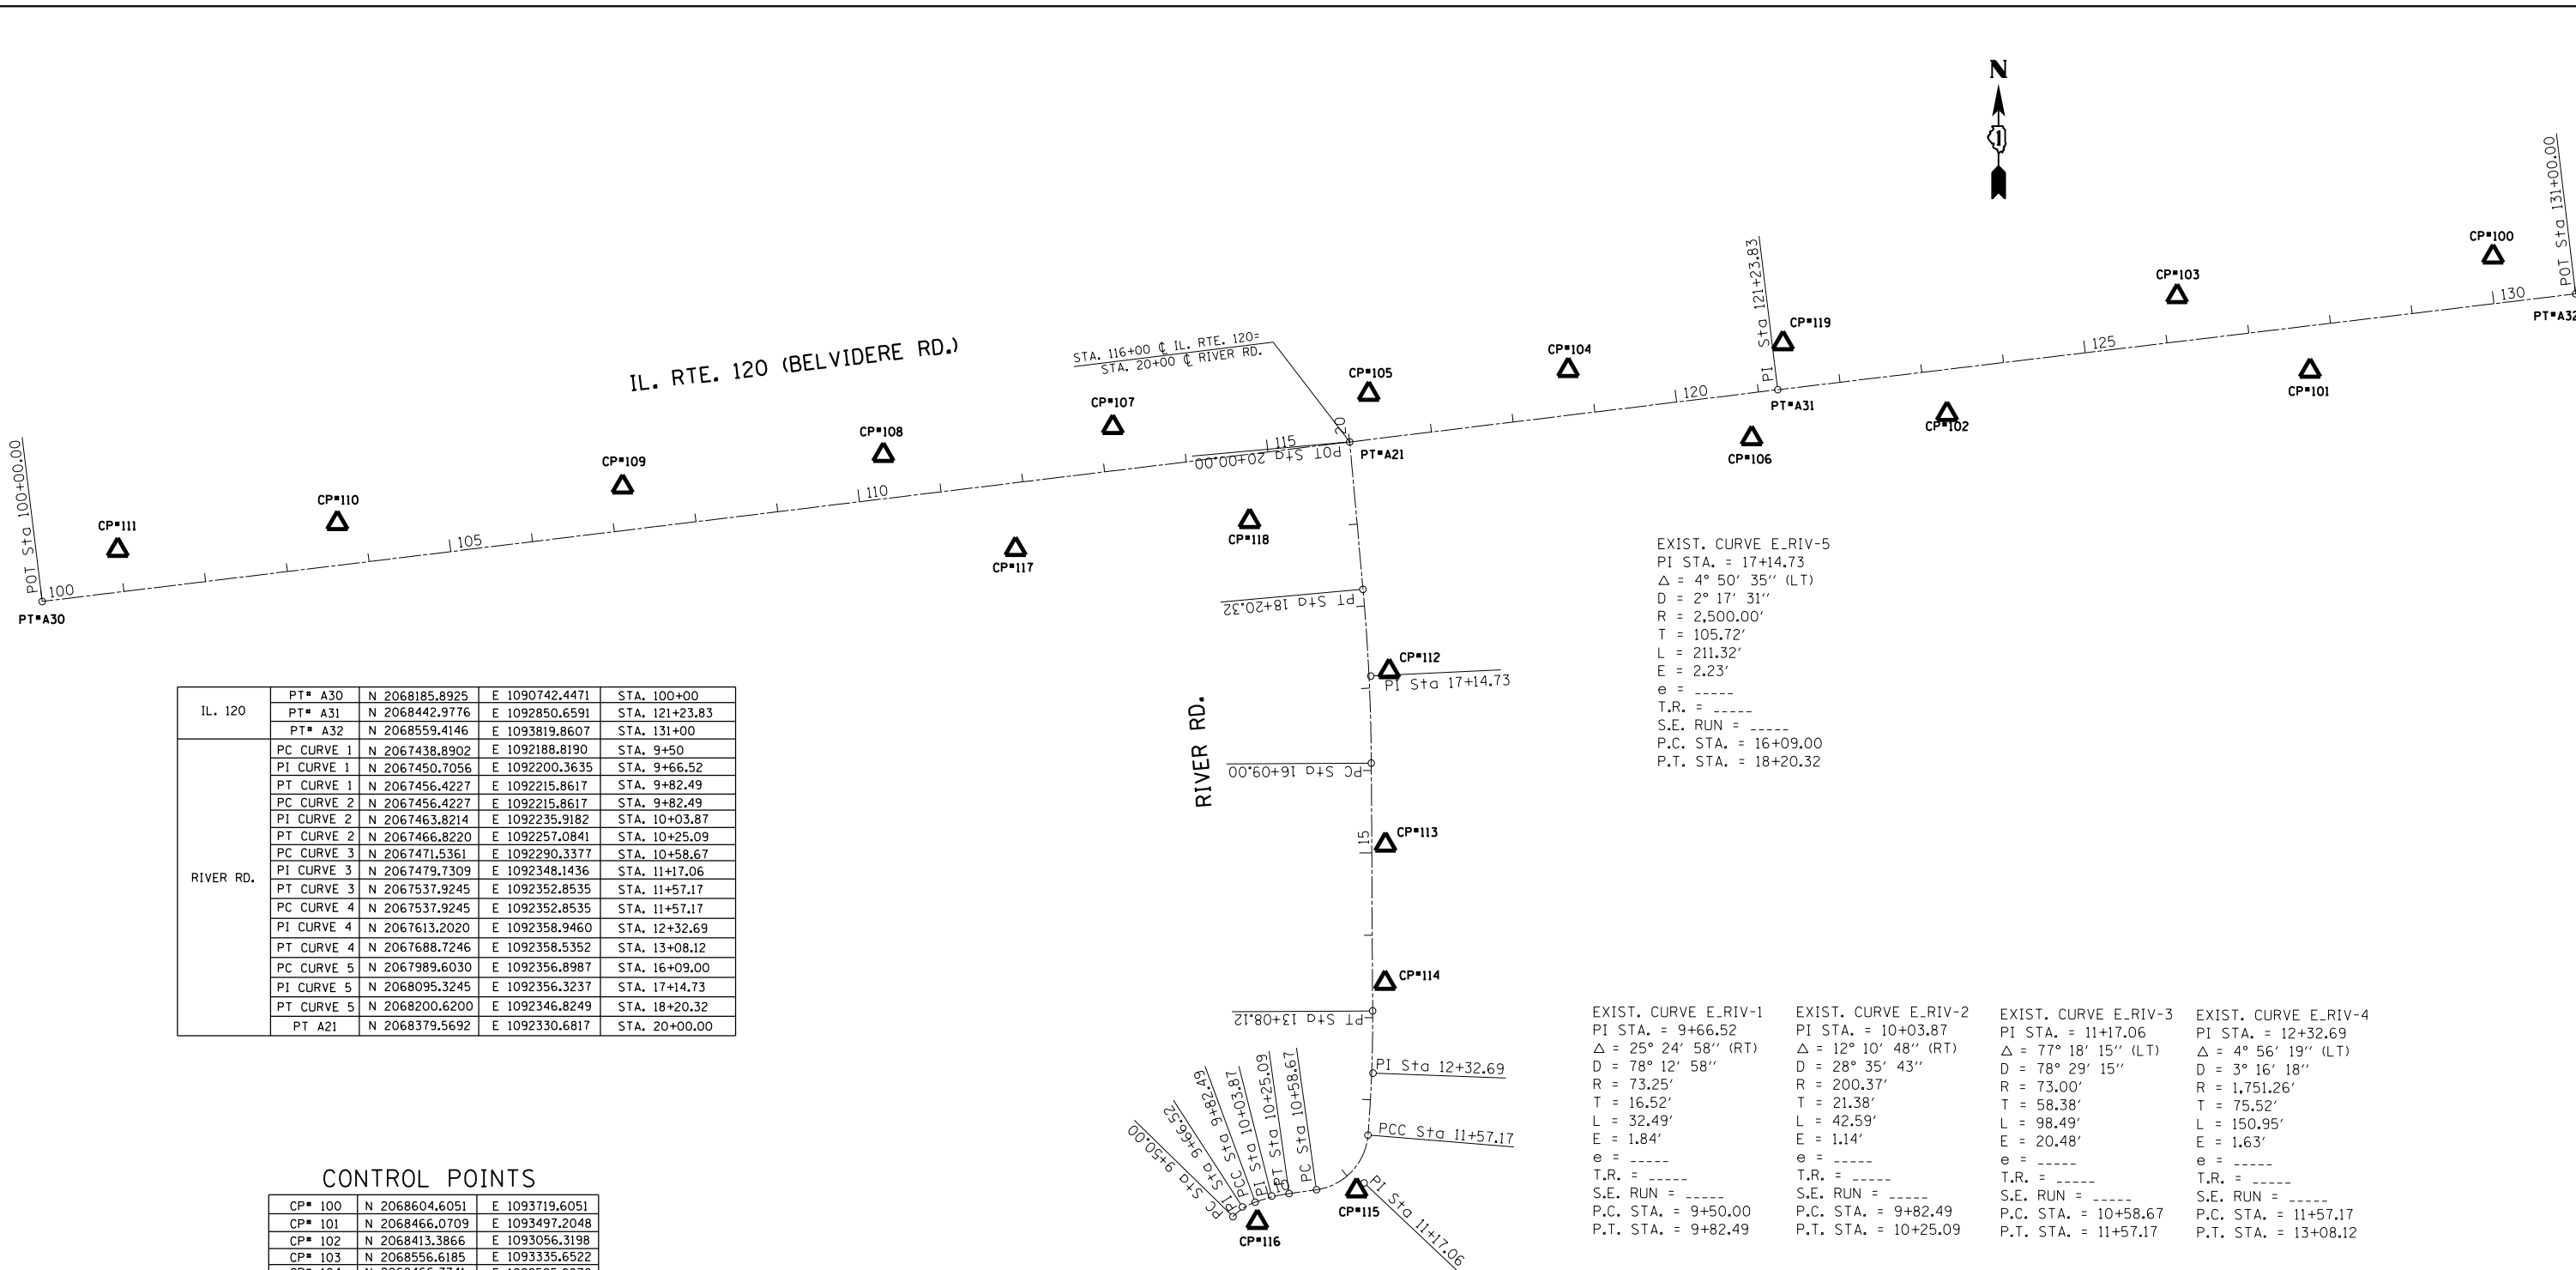 N
POT Sta 131+00.00
CP#100
CP#103
130
PT#A32
PI Sta 121+23.83
CP#119
125
CP#101
STA. 116+00 ℄ IL. RTE. 120=
STA. 20+00 ℄ RIVER RD.
IL. RTE. 120 (BELVIDERE RD.)
CP#104
CP#105
120
PT#A31
CP#102
CP#107
20
115
POT Sta 20+00.00
PT#A21
CP#106
CP#108
CP#109
110
POT Sta 100+00.00
CP#110
CP#111
105
CP#118
CP#117
100
PT#A30
PT Sta 18+20.32
CP#112
PI Sta 17+14.73
RIVER RD.
PC Sta 16+09.00
15
CP#113
CP#114
PT Sta 13+08.12
PI Sta 12+32.69
PCC Sta 11+57.17
PI Sta 11+17.06
CP#115
PC Sta 10+58.67
PT Sta 10+25.09
PI Sta 10+03.87
PCC Sta 9+82.49
PI Sta 9+66.52
PC Sta 9+50.00
10
CP#116
EXIST. CURVE E_RIV-5
PI STA. = 17+14.73
Δ = 4° 50' 35'' (LT)
D = 2° 17' 31''
R = 2,500.00'
T = 105.72'
L = 211.32'
E = 2.23'
e = _____
T.R. = _____
S.E. RUN = _____
P.C. STA. = 16+09.00
P.T. STA. = 18+20.32
IL. 120
PT# A30 N 2068185.8925 E 1090742.4471 STA. 100+00
PT# A31 N 2068442.9776 E 1092850.6591 STA. 121+23.83
PT# A32 N 2068559.4146 E 1093819.8607 STA. 131+00
RIVER RD.
PC CURVE 1 N 2067438.8902 E 1092188.8190 STA. 9+50
PI CURVE 1 N 2067450.7056 E 1092200.3635 STA. 9+66.52
PT CURVE 1 N 2067456.4227 E 1092215.8617 STA. 9+82.49
PC CURVE 2 N 2067456.4227 E 1092215.8617 STA. 9+82.49
PI CURVE 2 N 2067463.8214 E 1092235.9182 STA. 10+03.87
PT CURVE 2 N 2067466.8220 E 1092257.0841 STA. 10+25.09
PC CURVE 3 N 2067471.5361 E 1092290.3377 STA. 10+58.67
PI CURVE 3 N 2067479.7309 E 1092348.1436 STA. 11+17.06
PT CURVE 3 N 2067537.9245 E 1092352.8535 STA. 11+57.17
PC CURVE 4 N 2067537.9245 E 1092352.8535 STA. 11+57.17
PI CURVE 4 N 2067613.2020 E 1092358.9460 STA. 12+32.69
PT CURVE 4 N 2067688.7246 E 1092358.5352 STA. 13+08.12
PC CURVE 5 N 2067989.6030 E 1092356.8987 STA. 16+09.00
PI CURVE 5 N 2068095.3245 E 1092356.3237 STA. 17+14.73
PT CURVE 5 N 2068200.6200 E 1092346.8249 STA. 18+20.32
PT A21 N 2068379.5692 E 1092330.6817 STA. 20+00.00
EXIST. CURVE E_RIV-1
PI STA. = 9+66.52
Δ = 25° 24' 58'' (RT)
D = 78° 12' 58''
R = 73.25'
T = 16.52'
L = 32.49'
E = 1.84'
e = _____
T.R. = _____
S.E. RUN = _____
P.C. STA. = 9+50.00
P.T. STA. = 9+82.49
EXIST. CURVE E_RIV-2
PI STA. = 10+03.87
Δ = 12° 10' 48'' (RT)
D = 28° 35' 43''
R = 200.37'
T = 21.38'
L = 42.59'
E = 1.14'
e = _____
T.R. = _____
S.E. RUN = _____
P.C. STA. = 9+82.49
P.T. STA. = 10+25.09
EXIST. CURVE E_RIV-3
PI STA. = 11+17.06
Δ = 77° 18' 15'' (LT)
D = 78° 29' 15''
R = 73.00'
T = 58.38'
L = 98.49'
E = 20.48'
e = _____
T.R. = _____
S.E. RUN = _____
P.C. STA. = 10+58.67
P.T. STA. = 11+57.17
EXIST. CURVE E_RIV-4
PI STA. = 12+32.69
Δ = 4° 56' 19'' (LT)
D = 3° 16' 18''
R = 1,751.26'
T = 75.52'
L = 150.95'
E = 1.63'
e = _____
T.R. = _____
S.E. RUN = _____
P.C. STA. = 11+57.17
P.T. STA. = 13+08.12
CONTROL POINTS
CP# 100 N 2068604.6051 E 1093719.6051
CP# 101 N 2068466.0709 E 1093497.2048
CP# 102 N 2068413.3866 E 1093056.3198
CP# 103 N 2068556.6185 E 1093335.6522